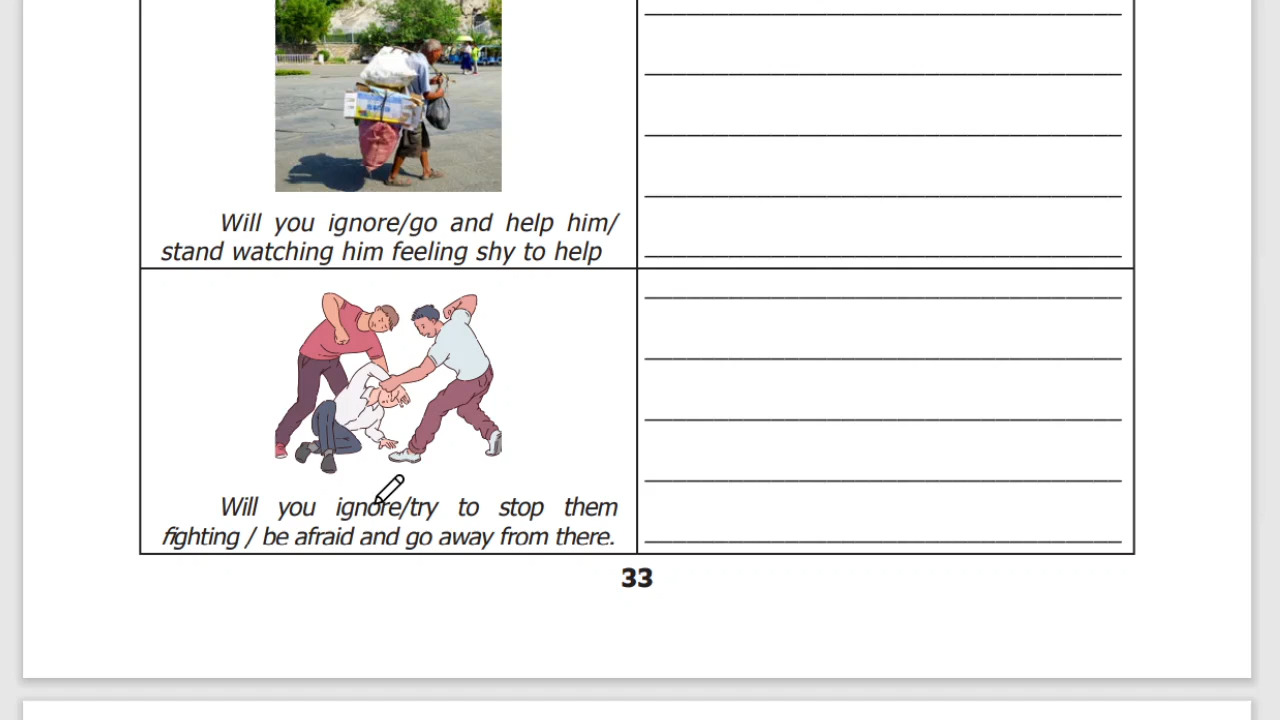 Will you ignore/go and help him/
stand watching him feeling shy to help
Will you ignore/try to stop them
fighting / be afraid and go away from there.
33